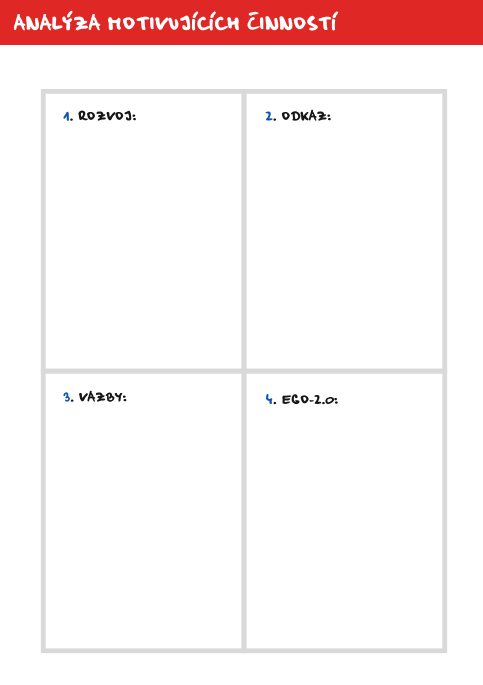 ANALÝZA MOTIVUJÍCÍCH ČINNOSTÍ
1. ROZVOJ:
2. ODKAZ:
3. VAZBY:
4. EGO-2.0: